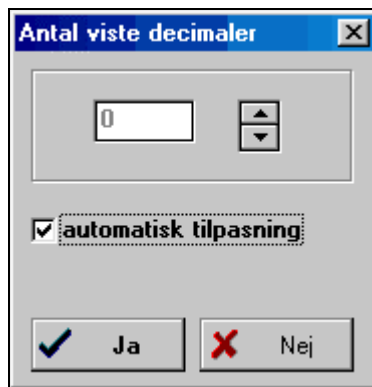 Antal viste decimaler
0
automatisk tilpasning
Ja
Nej